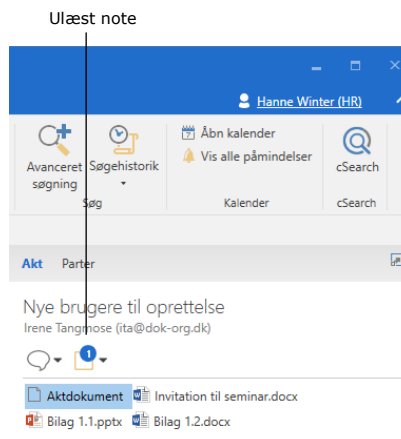 Ulæst note
Hanne Winter (HR)
Avanceret søgning
Søgehistorik
Søg
Åbn kalender
Vis alle påmindelser
Kalender
cSearch
cSearch
Akt Parter
Nye brugere til oprettelse
Irene Tangmose (ita@dok-org.dk)
1
Aktdokument Invitation til seminar.docx
Bilag 1.1.pptx Bilag 1.2.docx